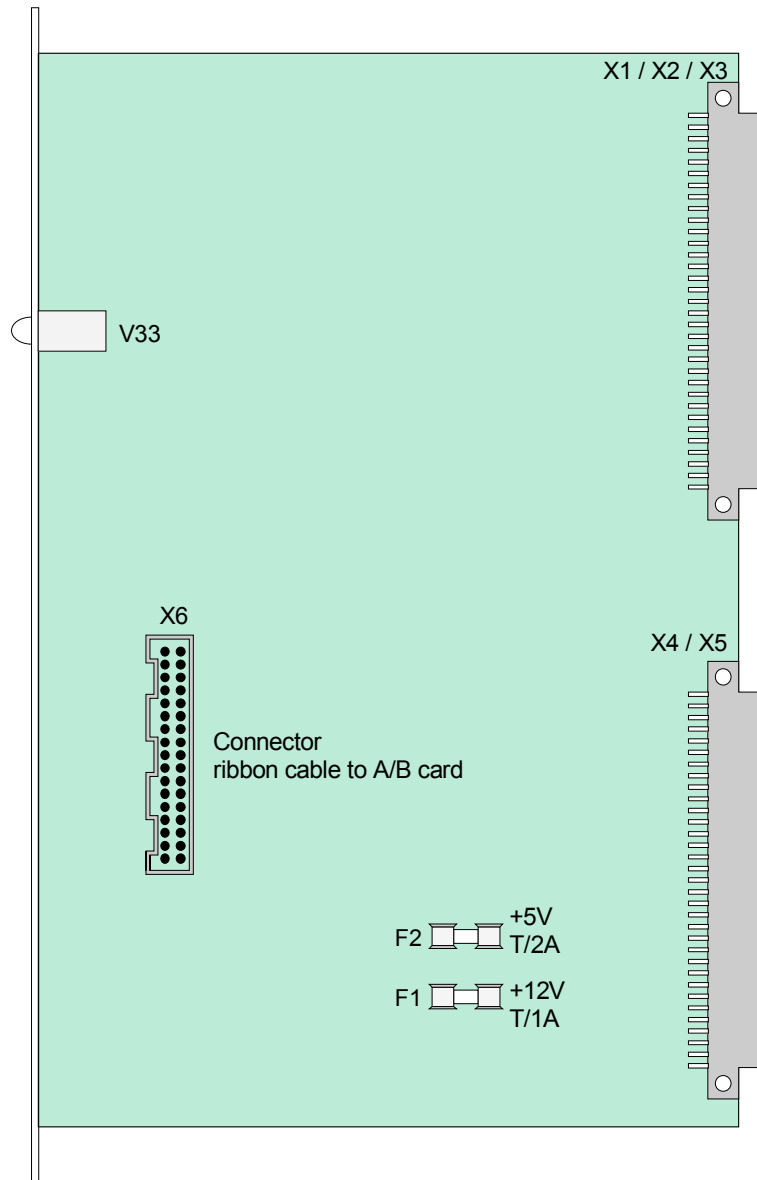 X1 / X2 / X3
V33
X6
X4 / X5
Connector
ribbon cable to A/B card
F2
+5V
T/2A
F1
+12V
T/1A